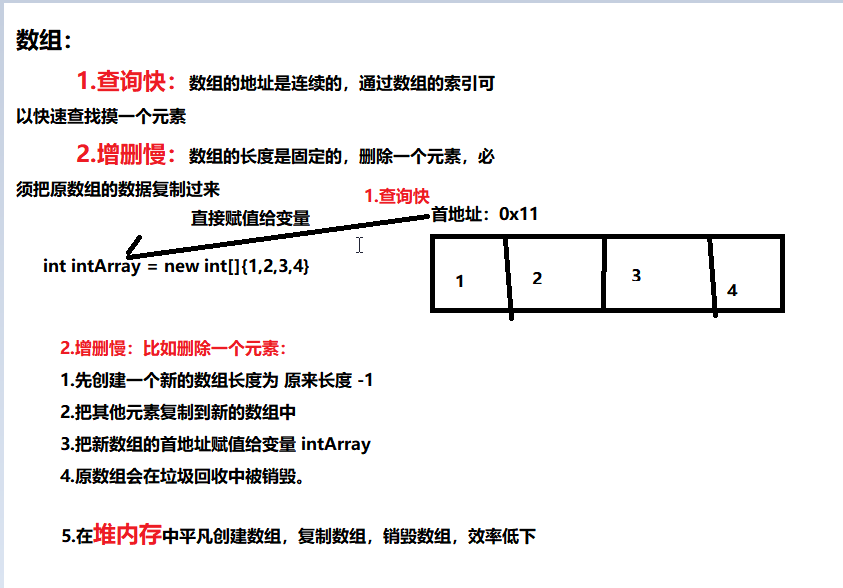 数组：
1.查询快：数组的地址是连续的，通过数组的索引可
以快速查找摸一个元素
2.增删慢：数组的长度是固定的，删除一个元素，必
须把原数组的数据复制过来
1.查询快
直接赋值给变量
首地址：0x11
int intArray = new int[]{1,2,3,4}
1 2 3 4
2.增删慢：比如删除一个元素：
1.先创建一个新的数组长度为 原来长度 -1
2.把其他元素复制到新的数组中
3.把新数组的首地址赋值给变量 intArray
4.原数组会在垃圾回收中被销毁。
5.在堆内存中平凡创建数组，复制数组，销毁数组，效率低下